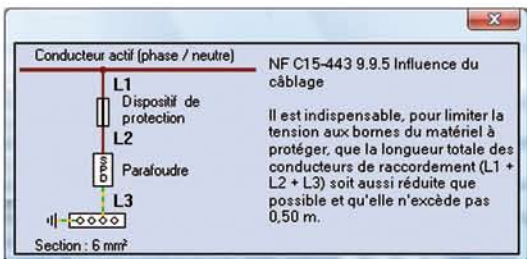 Conducteur actif (phase / neutre)
L1
Dispositif de
protection
L2
SPD
Parafoudre
L3
Section : 6 mm²
NF C15-443 9.9.5 Influence du
câblage
Il est indispensable, pour limiter la
tension aux bornes du matériel à
protéger, que la longueur totale des
conducteurs de raccordement (L1 +
L2 + L3) soit aussi réduite que
possible et qu'elle n'excède pas
0,50 m.